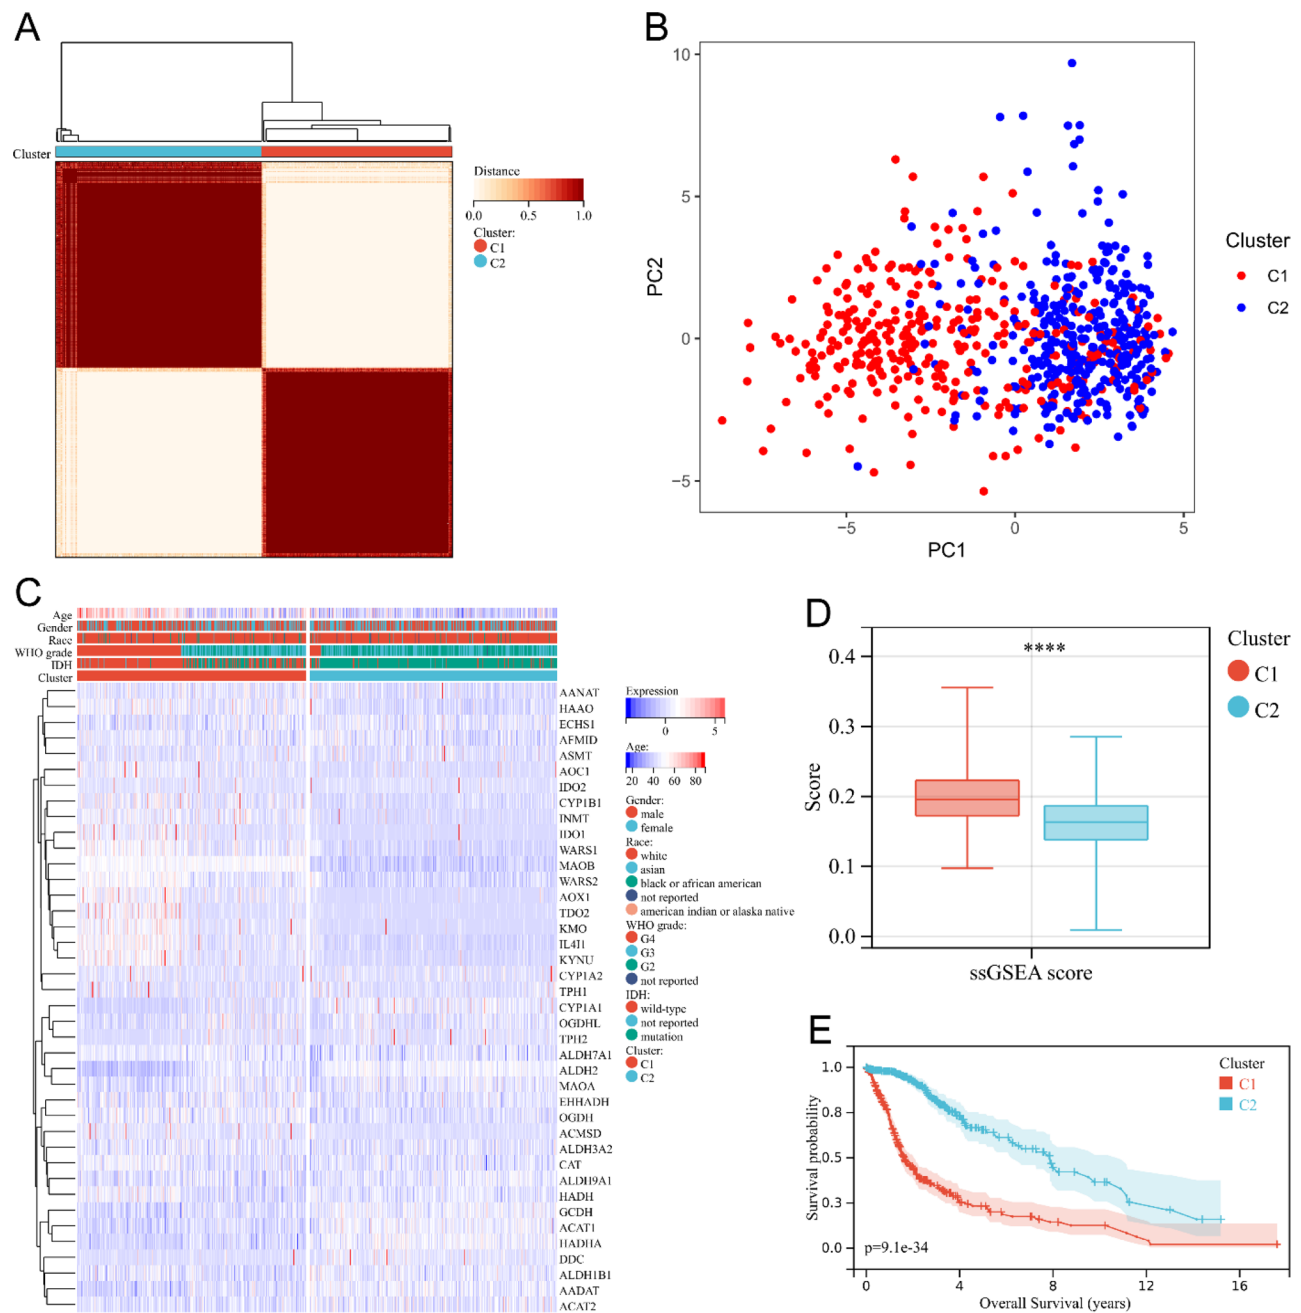 A
Cluster
Distance
0.0 0.5 1.0
Cluster:
C1
C2
B
10
5
0
−5
PC2
−5 0 5
PC1
Cluster
C1
C2
C
Age
Gender
Race
WHO grade
IDH
Cluster
AANAT
HAAO
ECHS1
AFMID
ASMT
AOC1
IDO2
CYP1B1
INMT
IDO1
WARS1
MAOB
WARS2
AOX1
TDO2
KMO
IL4I1
KYNU
CYP1A2
TPH1
CYP1A1
OGDHL
TPH2
ALDH7A1
ALDH2
MAOA
EHHADH
OGDH
ACMSD
ALDH3A2
CAT
ALDH9A1
HADH
GCDH
ACAT1
HADHA
DDC
ALDH1B1
AADAT
ACAT2
Expression
0 5
Age:
20 40 60 80
Gender:
male
female
Race:
white
asian
black or african american
not reported
american indian or alaska native
WHO grade:
G4
G3
G2
not reported
IDH:
wild-type
not reported
mutation
Cluster:
C1
C2
D
0.4
0.3
0.2
0.1
0.0
Score
****
ssGSEA score
Cluster
C1
C2
E
1.0
0.8
0.5
0.3
0.0
Survival probability
p=9.1e-34
Cluster
C1
C2
0 4 8 12 16
Overall Survival (years)